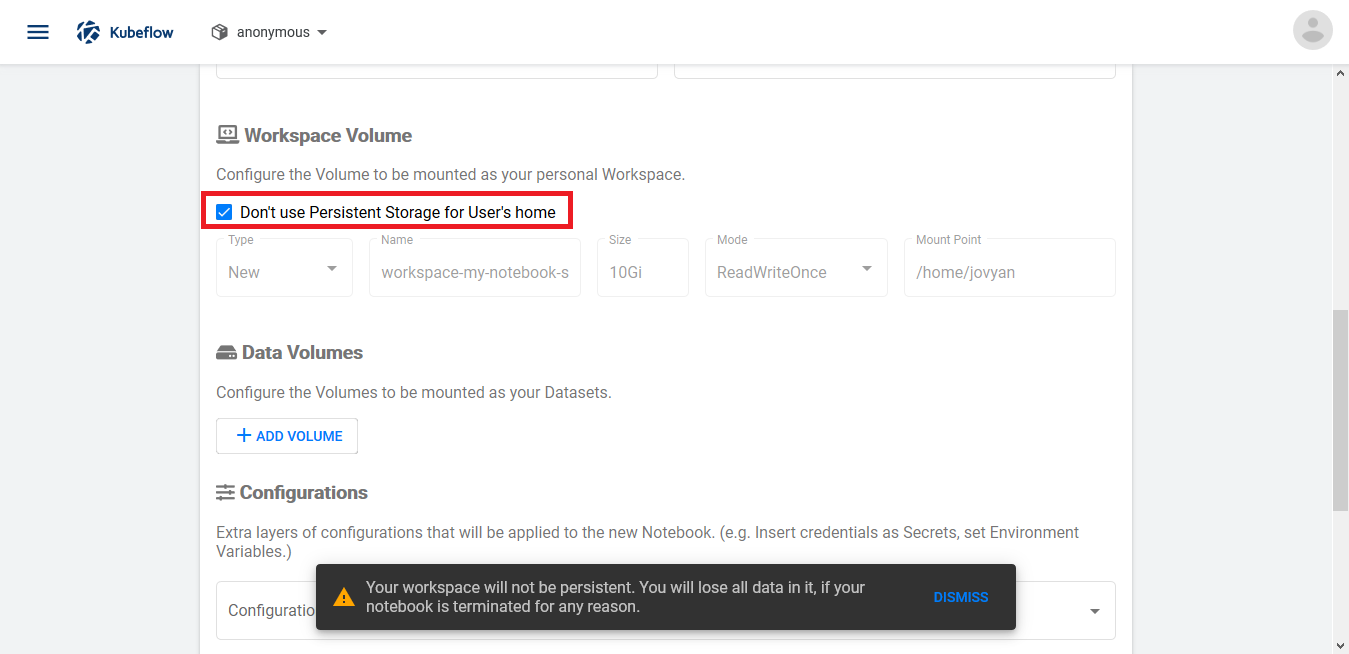 Kubeflow
anonymous
Workspace Volume
Configure the Volume to be mounted as your personal Workspace.
Don't use Persistent Storage for User's home
Type
New
Name
workspace-my-notebook-s
Size
10Gi
Mode
ReadWriteOnce
Mount Point
/home/jovyan
Data Volumes
Configure the Volumes to be mounted as your Datasets.
ADD VOLUME
Configurations
Extra layers of configurations that will be applied to the new Notebook. (e.g. Insert credentials as Secrets, set Environment
Variables.)
Configuratio
Your workspace will not be persistent. You will lose all data in it, if your
notebook is terminated for any reason.
DISMISS